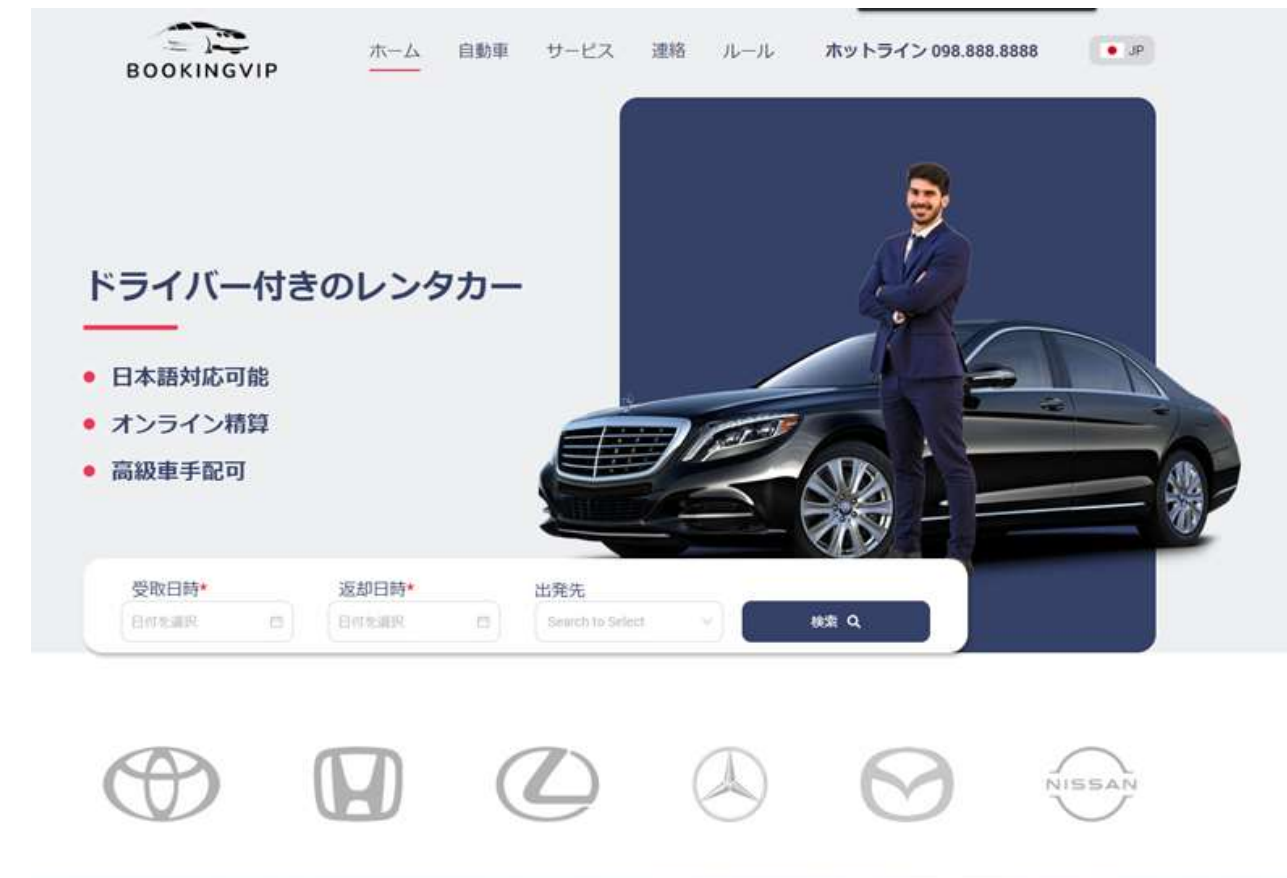 BOOKINGVIP
ホーム 自動車 サービス 連絡 ルール ホットライン 098.888.8888 JP
ドライバー付きのレンタカー
日本語対応可能
オンライン精算
高級車手配可
受取日時* 返却日時* 出発先
日付を選択 日付を選択 Search to Select 検索
NISSAN